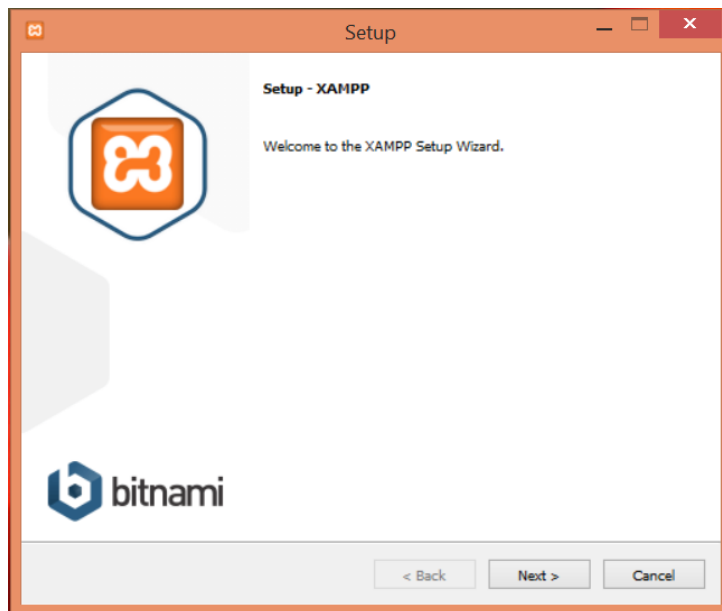 Setup
Setup - XAMPP
Welcome to the XAMPP Setup Wizard.
bitnami
< Back
Next >
Cancel